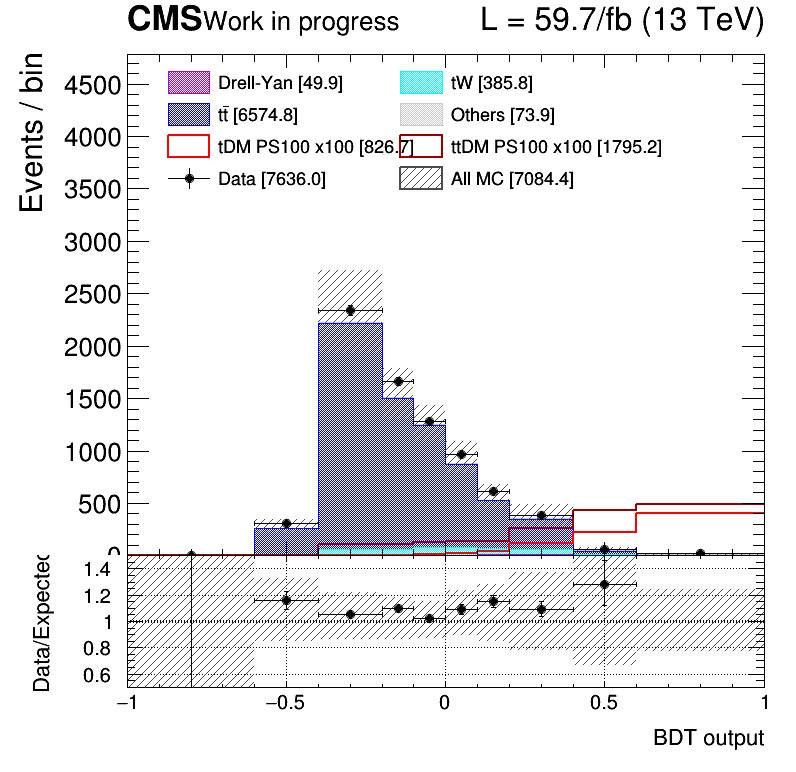 CMS Work in progress L = 59.7/fb (13 TeV)
Events / bin
4500
4000
3500
3000
2500
2000
1500
1000
500
0
Drell-Yan [49.9] tW [385.8]
tt̄ [6574.8] Others [73.9]
tDM PS100 x100 [826.7] ttDM PS100 x100 [1795.2]
Data [7636.0] All MC [7084.4]
Data/Expected
1.4
1.2
1
0.8
0.6
−1 −0.5 0 0.5 1
BDT output